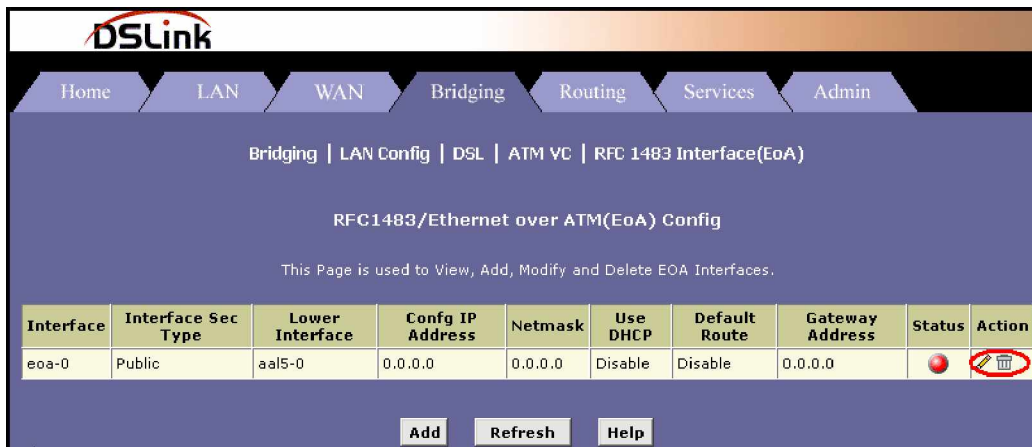 DSLink
Home LAN WAN Bridging Routing Services Admin
Bridging | LAN Config | DSL | ATM VC | RFC 1483 Interface(EoA)
RFC1483/Ethernet over ATM(EoA) Config
This Page is used to View, Add, Modify and Delete EOA Interfaces.
Interface Interface Sec Type Lower Interface Confg IP Address Netmask Use DHCP Default Route Gateway Address Status Action
eoa-0 Public aal5-0 0.0.0.0 0.0.0.0 Disable Disable 0.0.0.0
Add Refresh Help